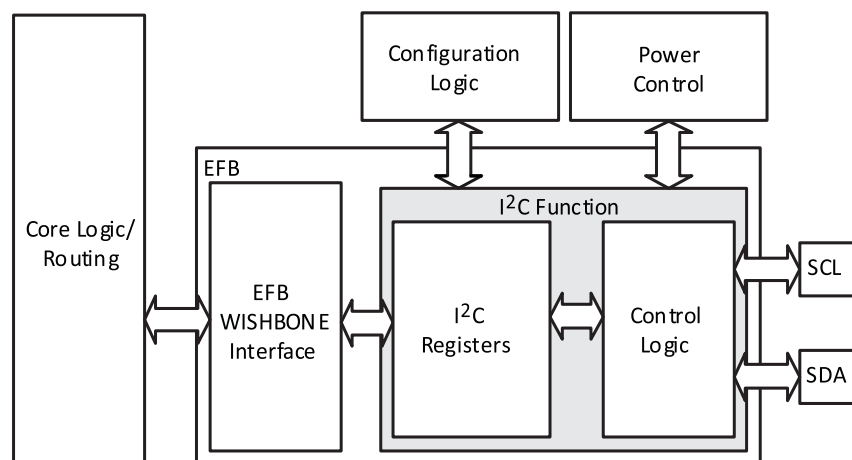 Configuration
Logic
Power
Control
EFB
I²C Function
Core Logic/
Routing
EFB
WISHBONE
Interface
I²C
Registers
Control
Logic
SCL
SDA